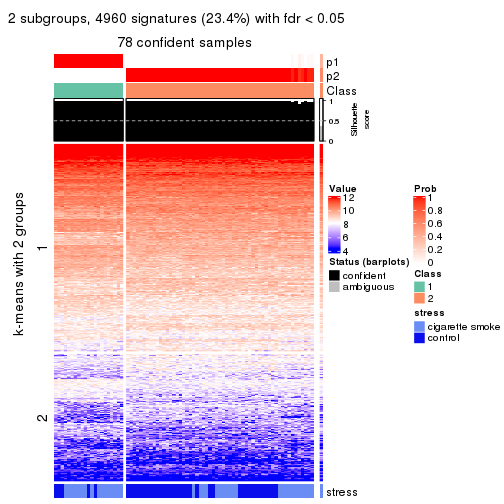 2 subgroups, 4960 signatures (23.4%) with fdr < 0.05
78 confident samples
p1
p2
Class
1
0.5
0
Silhouette
score
k-means with 2 groups
1
2
stress
Value
12
10
8
6
4
Status (barplots)
confident
ambiguous
Prob
1
0.8
0.6
0.4
0.2
0
Class
1
2
stress
cigarette smoke
control